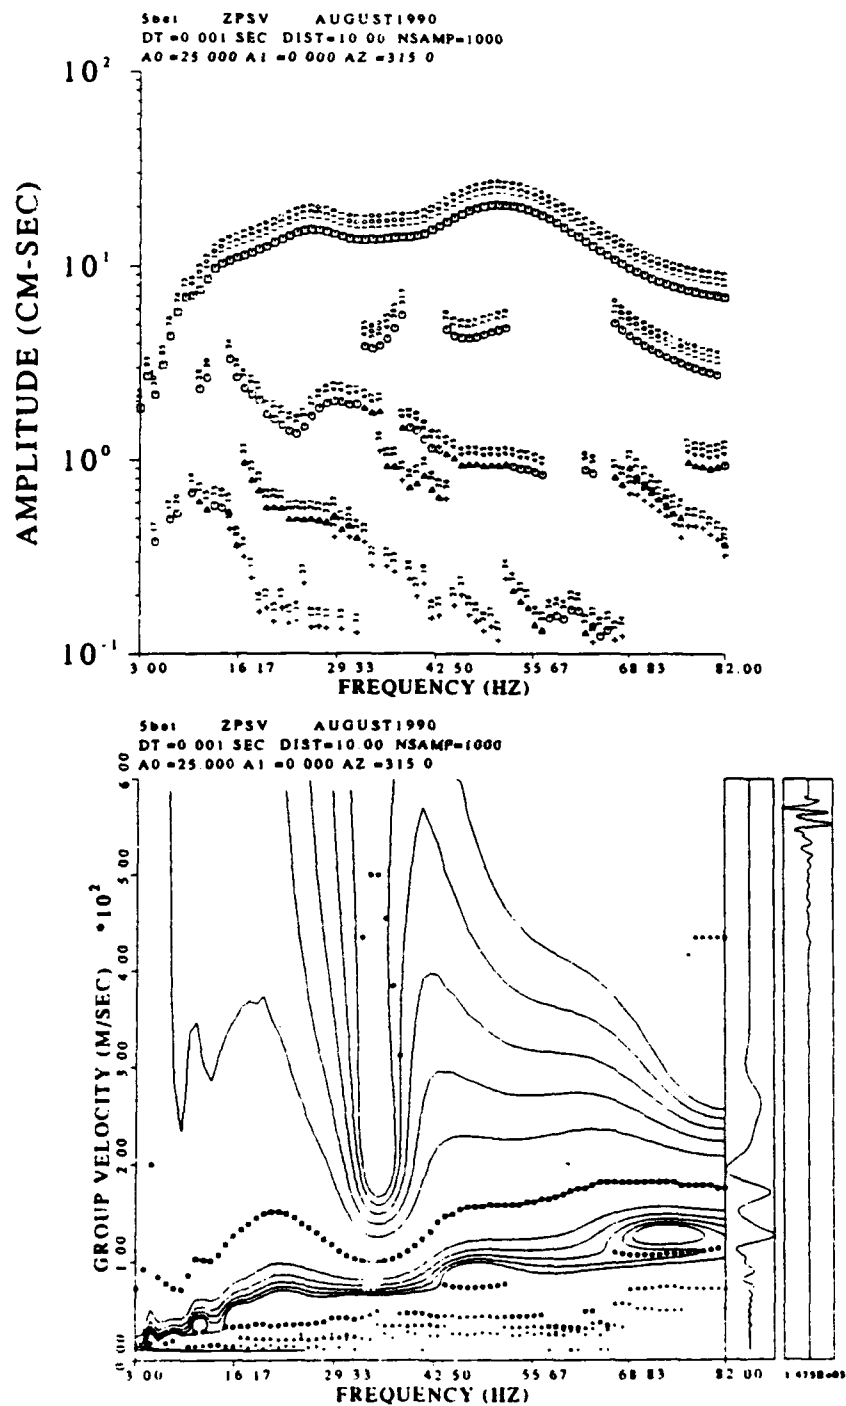 5bet ZPSV AUGUST1990
DT=0 001 SEC DIST=10 00 NSAMP=1000
A0 =25 000 A1 =0 000 AZ =315 0
10²
10¹
10⁰
10⁻¹
AMPLITUDE (CM-SEC)
3 00 16 17 29 33 42 50 55 67 68 83 82.00
FREQUENCY (HZ)
5bet ZPSV AUGUST1990
DT =0 001 SEC DIST=10.00 NSAMP=1000
A0 =25.000 A1 =0 000 AZ =315 0
6 00
5 00
4 00
3 00
2 00
1 00
0 00
GROUP VELOCITY (M/SEC) *10²
3 00 16 17 29 33 42 50 55 67 68 83 82 00
FREQUENCY (HZ)